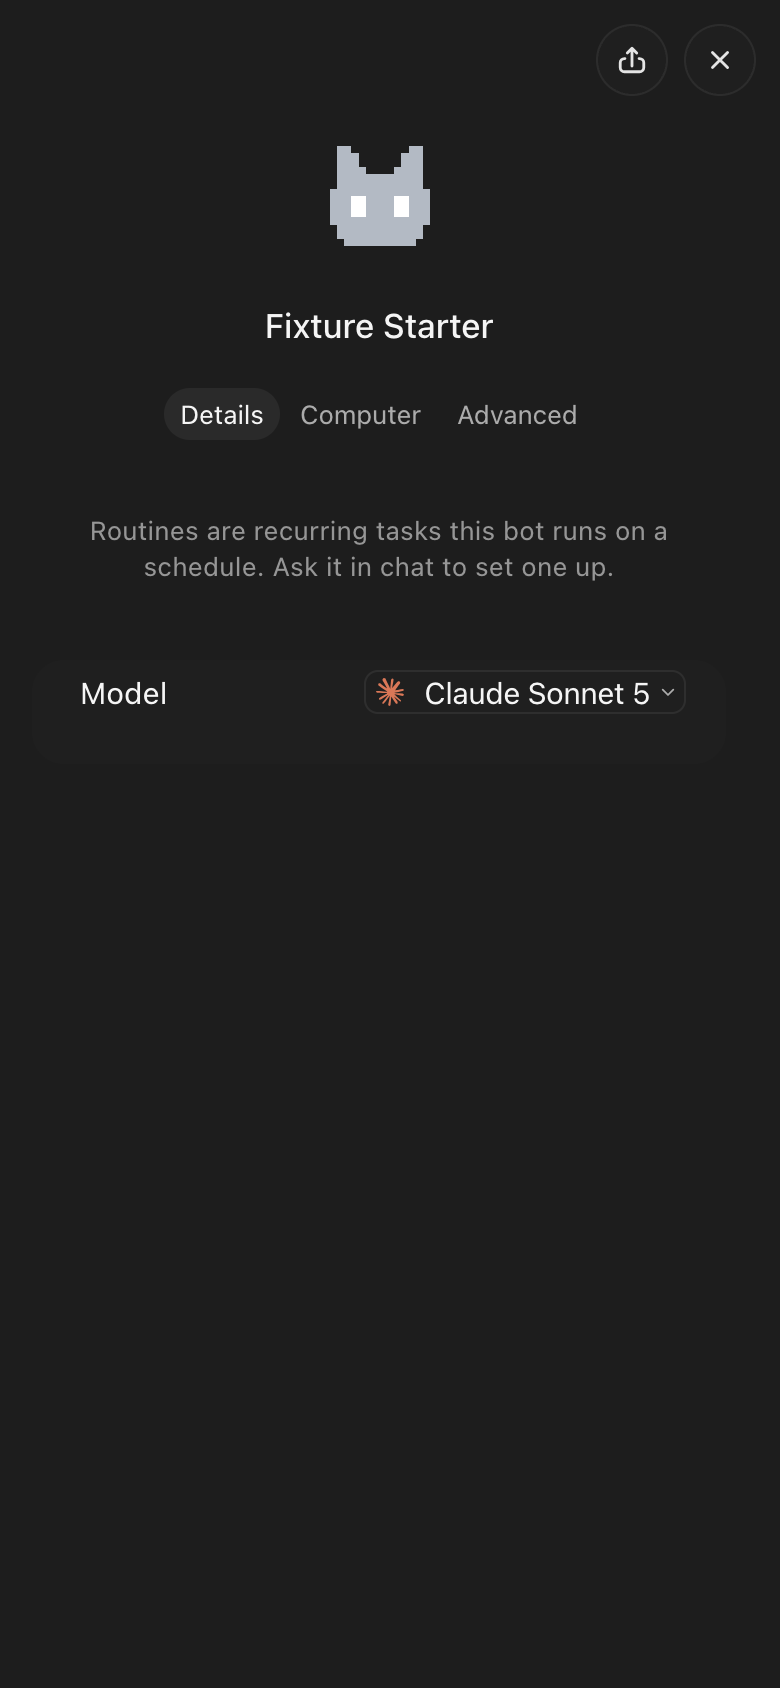 Fixture Starter
Details Computer Advanced
Routines are recurring tasks this bot runs on a
schedule. Ask it in chat to set one up.
Model Claude Sonnet 5